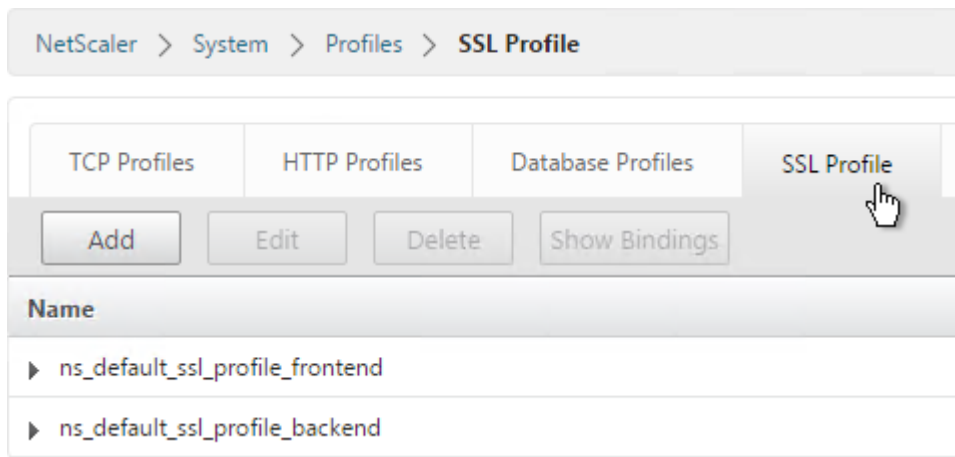 NetScaler > System > Profiles > SSL Profile
TCP Profiles HTTP Profiles Database Profiles SSL Profile
Add Edit Delete Show Bindings
Name
ns_default_ssl_profile_frontend
ns_default_ssl_profile_backend